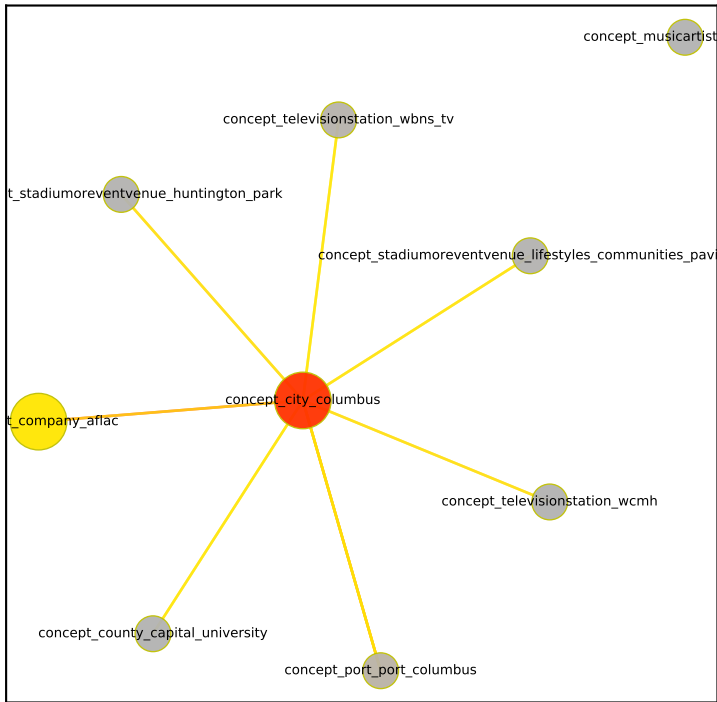 concept_musicartist
concept_televisionstation_wbns_tv
t_stadiumoreventvenue_huntington_park
concept_stadiumoreventvenue_lifestyles_communities_pavi
concept_city_columbus
t_company_aflac
concept_televisionstation_wcmh
concept_county_capital_university
concept_port_port_columbus